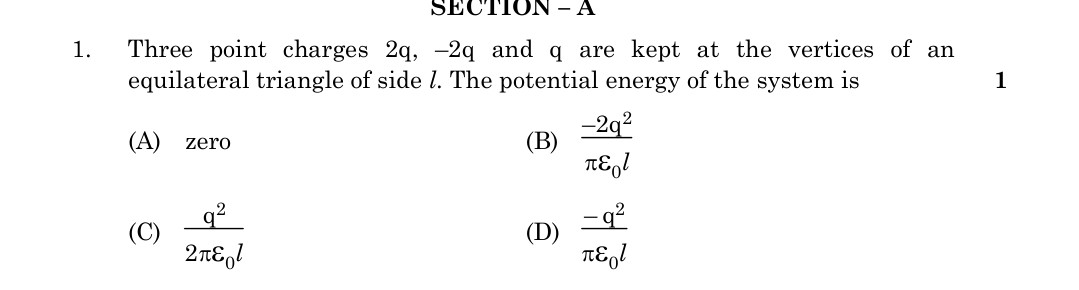 SECTION – A
1. Three point charges 2q, –2q and q are kept at the vertices of an
equilateral triangle of side l. The potential energy of the system is 1
(A) zero (B) –2q² / πε₀l
(C) q² / 2πε₀l (D) –q² / πε₀l